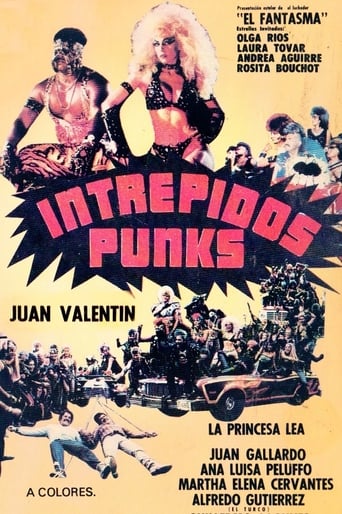 Presentación estelar de el luchador
"EL FANTASMA"
Estrellas Invitadas:
OLGA RIOS
LAURA TOVAR
ANDREA AGUIRRE
ROSITA BOUCHOT
INTREPIDOS
PUNKS
JUAN VALENTIN
LA PRINCESA LEA
JUAN GALLARDO
ANA LUISA PELUFFO
MARTHA ELENA CERVANTES
ALFREDO GUTIERREZ
(EL TURCO)
A COLORES.